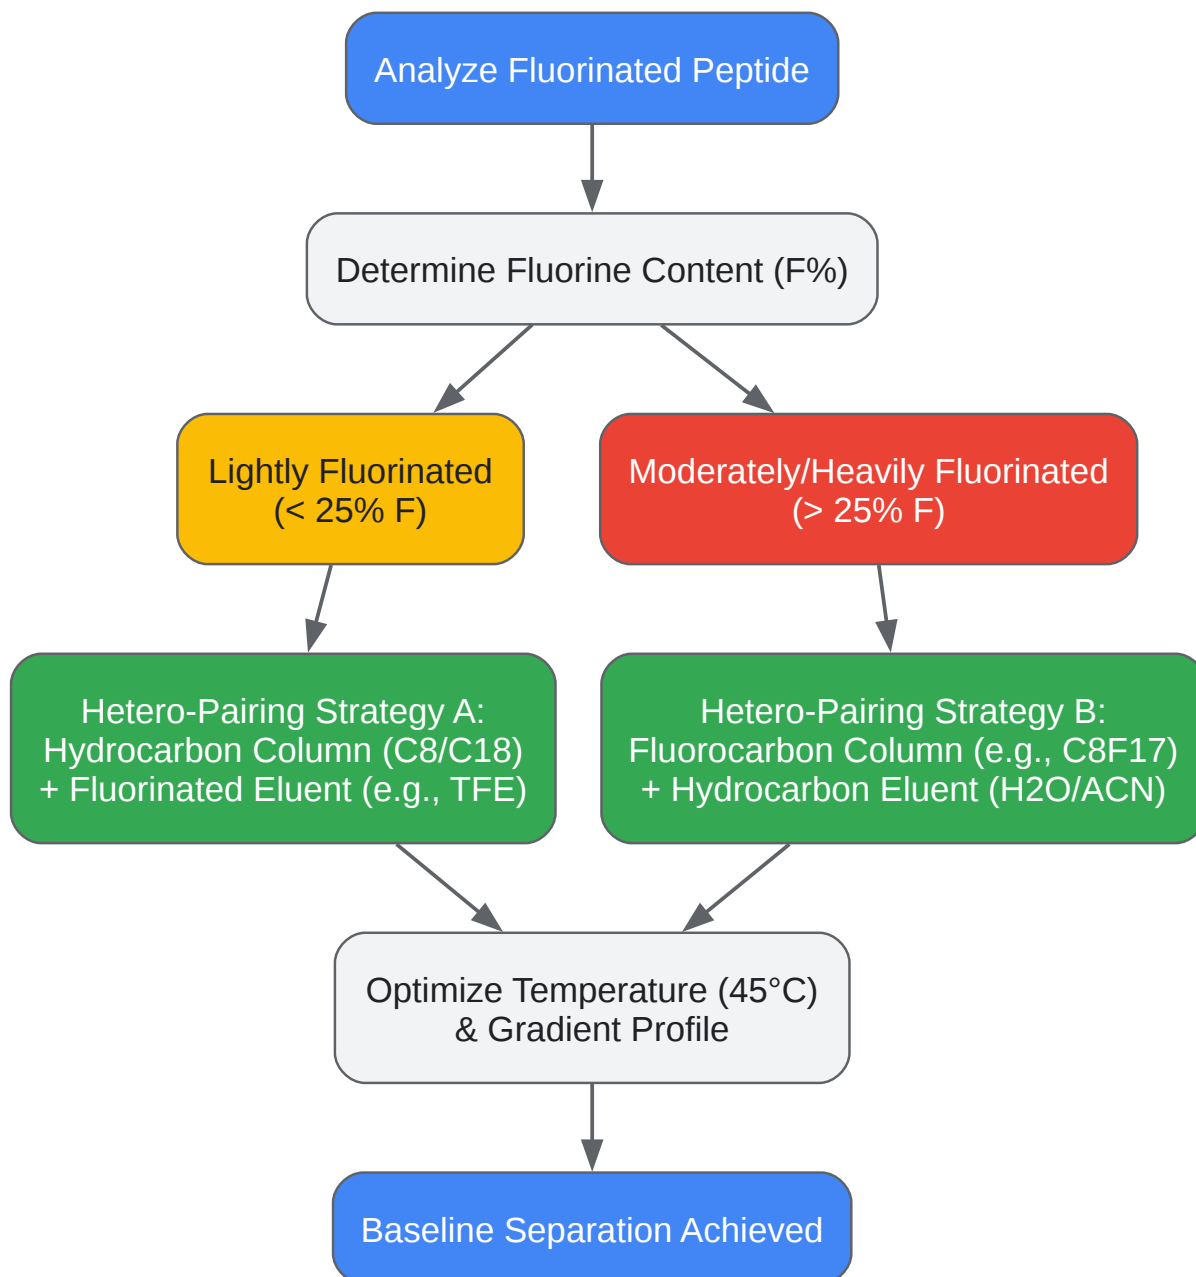 Analyze Fluorinated Peptide
Determine Fluorine Content (F%)
Lightly Fluorinated
(< 25% F)
Moderately/Heavily Fluorinated
(> 25% F)
Hetero-Pairing Strategy A:
Hydrocarbon Column (C8/C18)
+ Fluorinated Eluent (e.g., TFE)
Hetero-Pairing Strategy B:
Fluorocarbon Column (e.g., C8F17)
+ Hydrocarbon Eluent (H2O/ACN)
Optimize Temperature (45°C)
& Gradient Profile
Baseline Separation Achieved